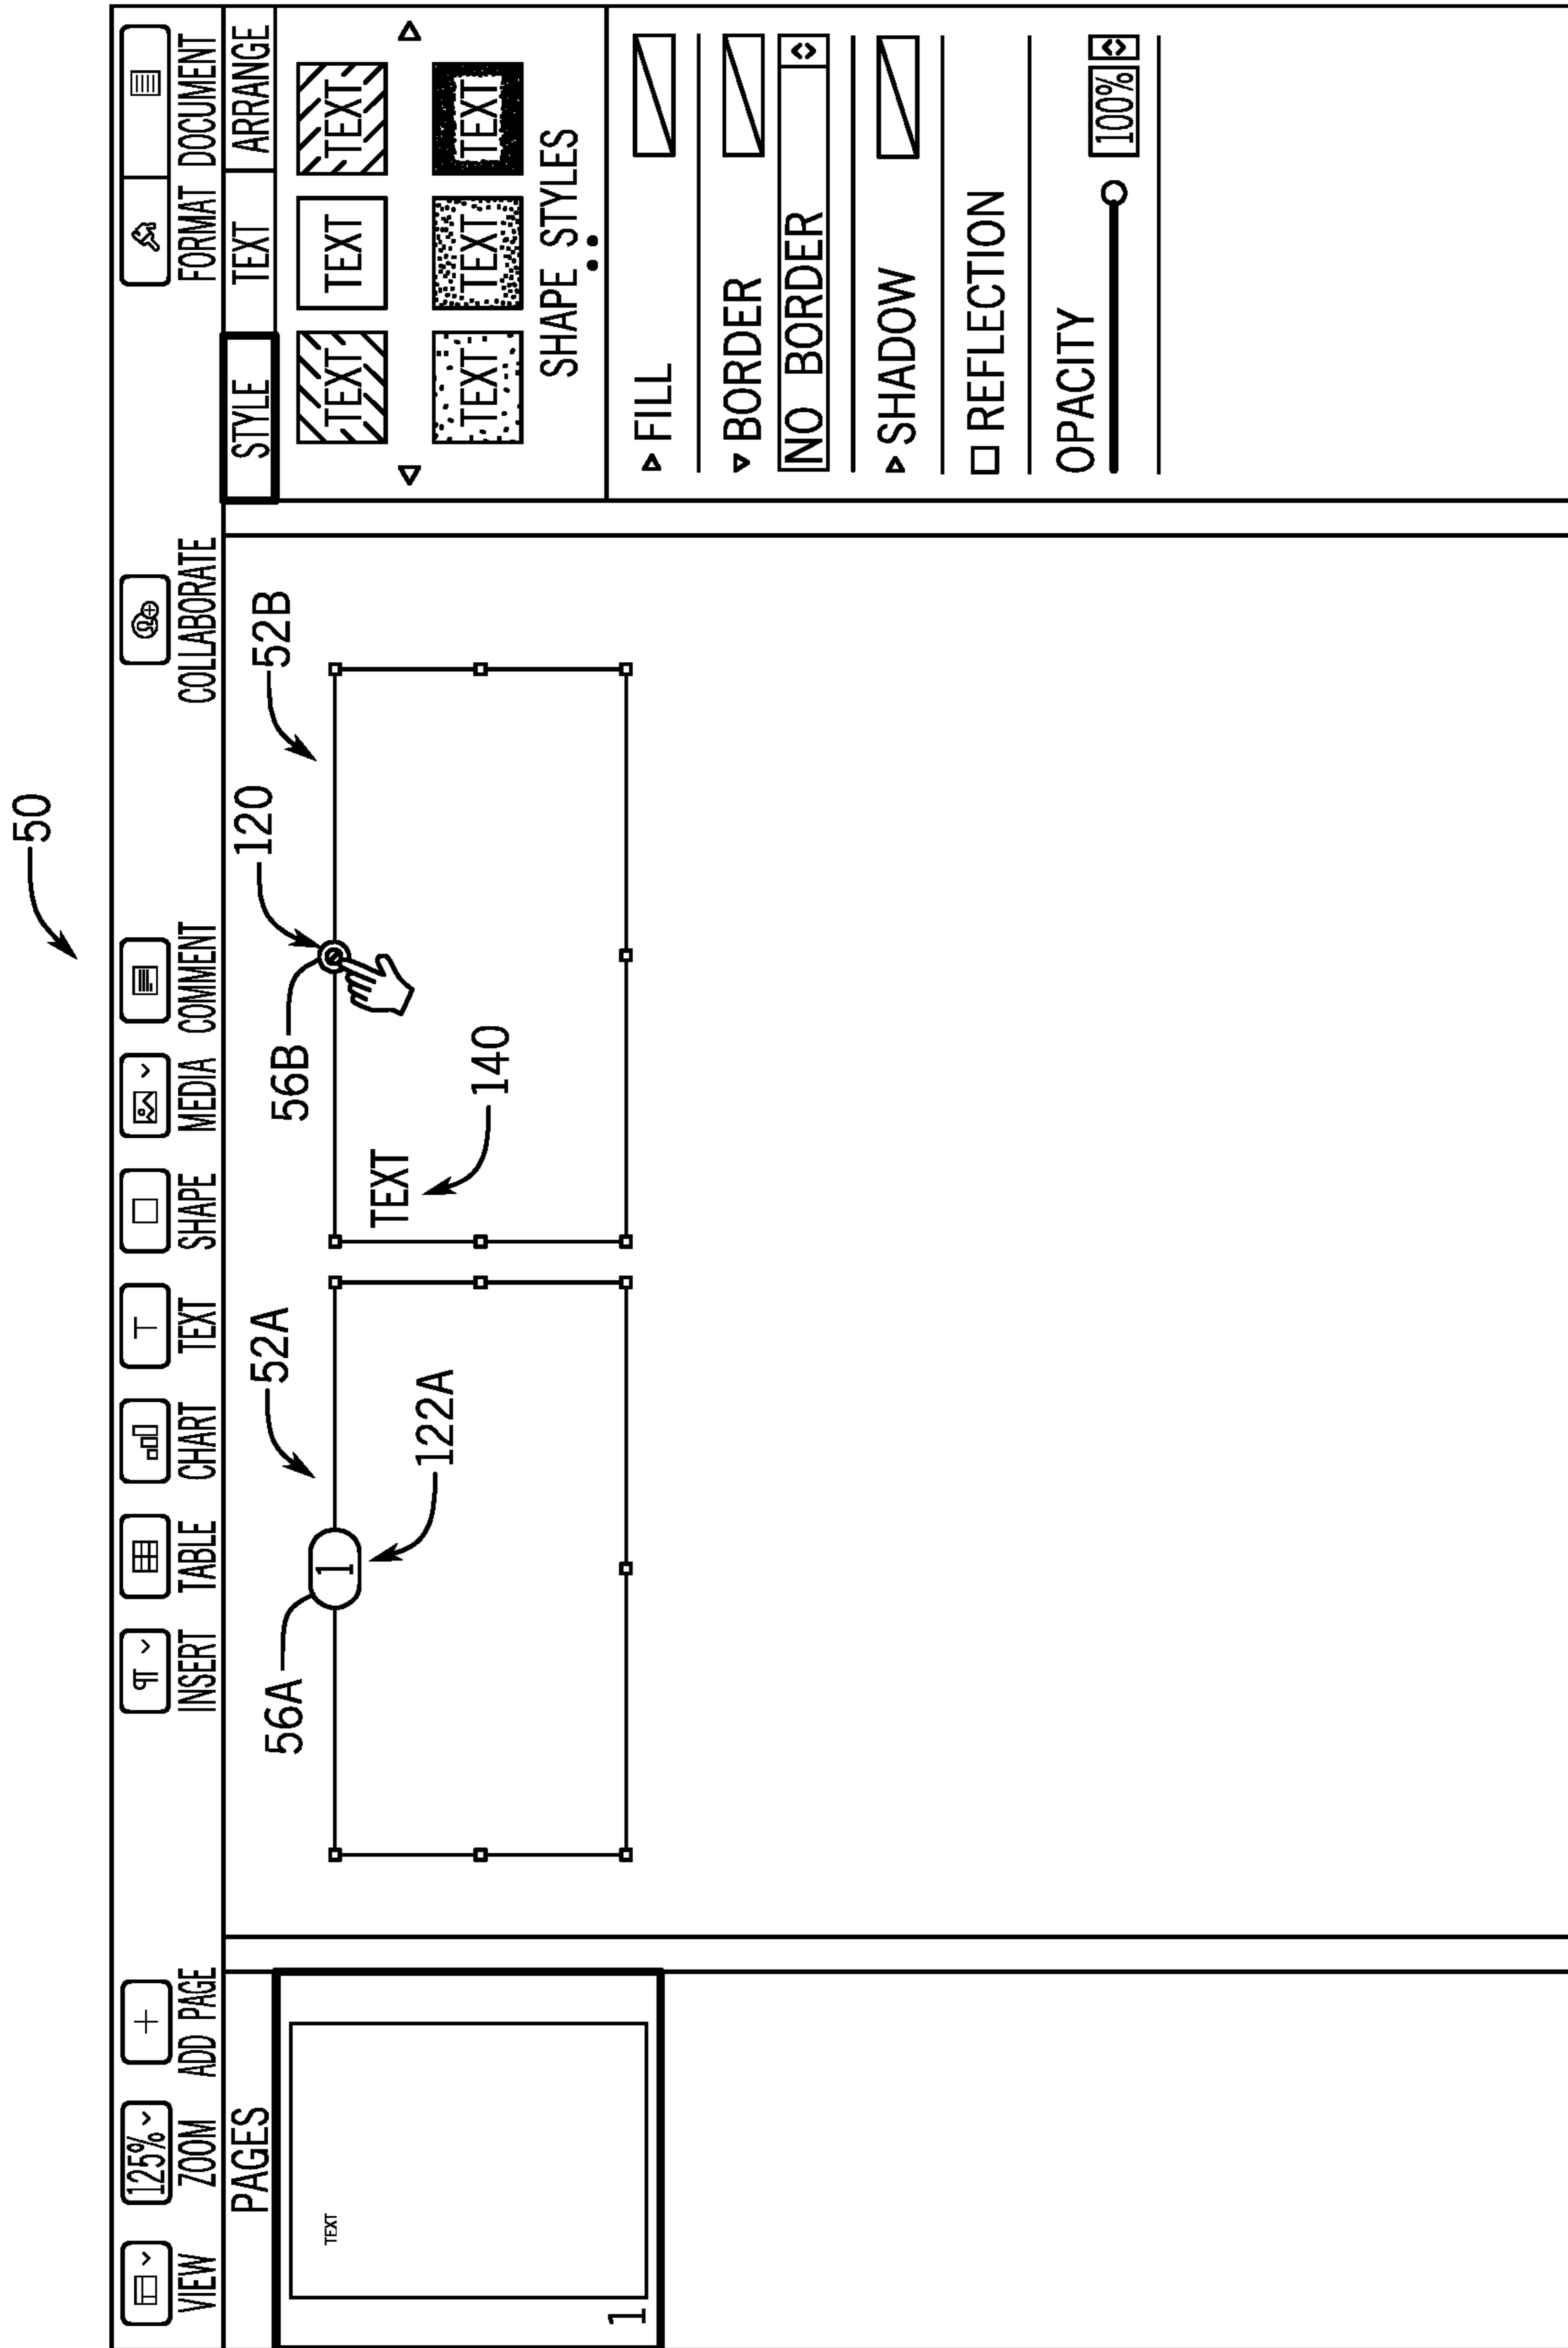 50
125%
VIEW ZOOM ADD PAGE INSERT TABLE CHART TEXT SHAPE MEDIA COMMENT COLLABORATE FORMAT DOCUMENT
PAGES
TEXT
1
56A
1
52A
122A
56B
120
52B
TEXT
140
STYLE TEXT ARRANGE
TEXT TEXT TEXT
TEXT TEXT TEXT
SHAPE STYLES
FILL
BORDER
NO BORDER
SHADOW
REFLECTION
OPACITY
100%